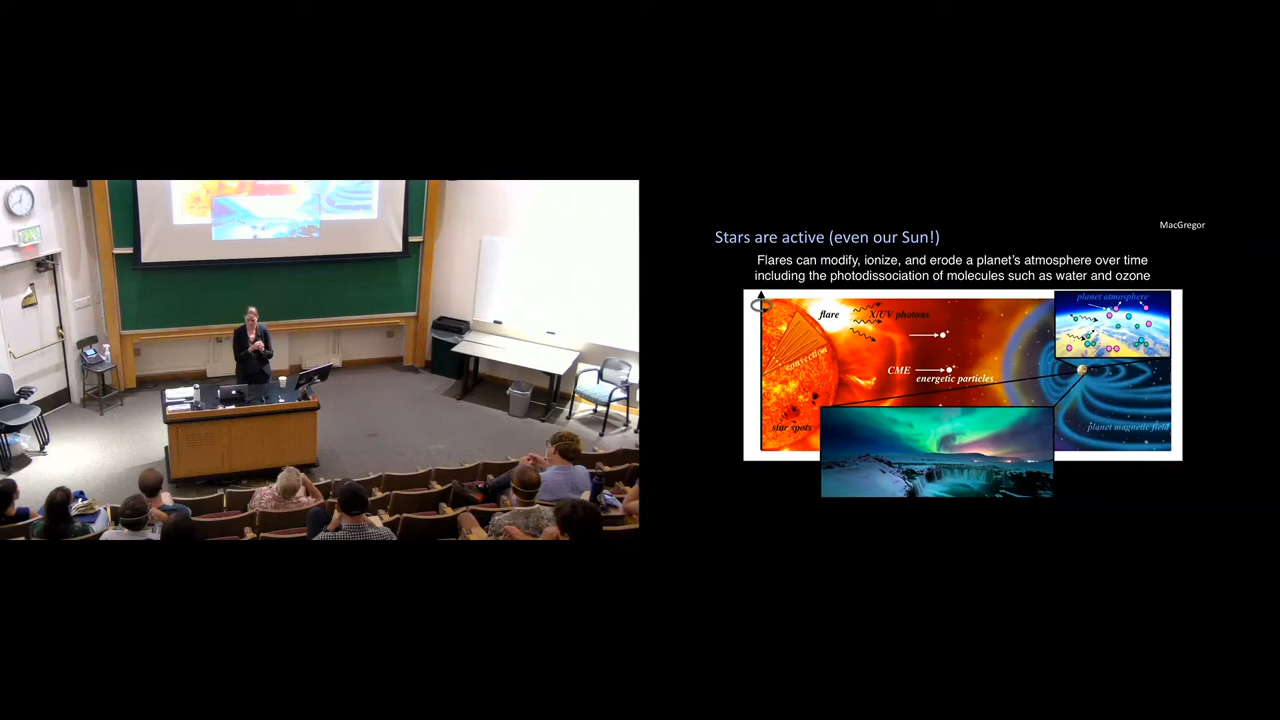 MacGregor
Stars are active (even our Sun!)
Flares can modify, ionize, and erode a planet's atmosphere over time
including the photodissociation of molecules such as water and ozone
flare
X/UV photons
planet atmosphere
convection
CME
energetic particles
star spots
planet magnetic field